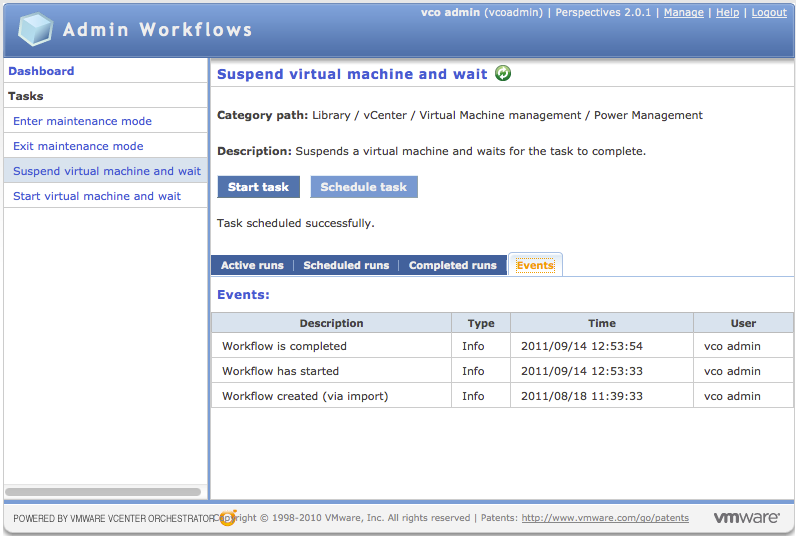 Admin Workflows
vco admin (vcoadmin) | Perspectives 2.0.1 | Manage | Help | Logout
Dashboard
Tasks
Enter maintenance mode
Exit maintenance mode
Suspend virtual machine and wait
Start virtual machine and wait
Suspend virtual machine and wait
Category path: Library / vCenter / Virtual Machine management / Power Management
Description: Suspends a virtual machine and waits for the task to complete.
Start task Schedule task
Task scheduled successfully.
Active runs | Scheduled runs | Completed runs Events
Events:
Description Type Time User
Workflow is completed Info 2011/09/14 12:53:54 vco admin
Workflow has started Info 2011/09/14 12:53:33 vco admin
Workflow created (via import) Info 2011/08/18 11:39:33 vco admin
POWERED BY VMWARE VCENTER ORCHESTRATOR Copyright © 1998-2010 VMware, Inc. All rights reserved | Patents: http://www.vmware.com/go/patents vmware®